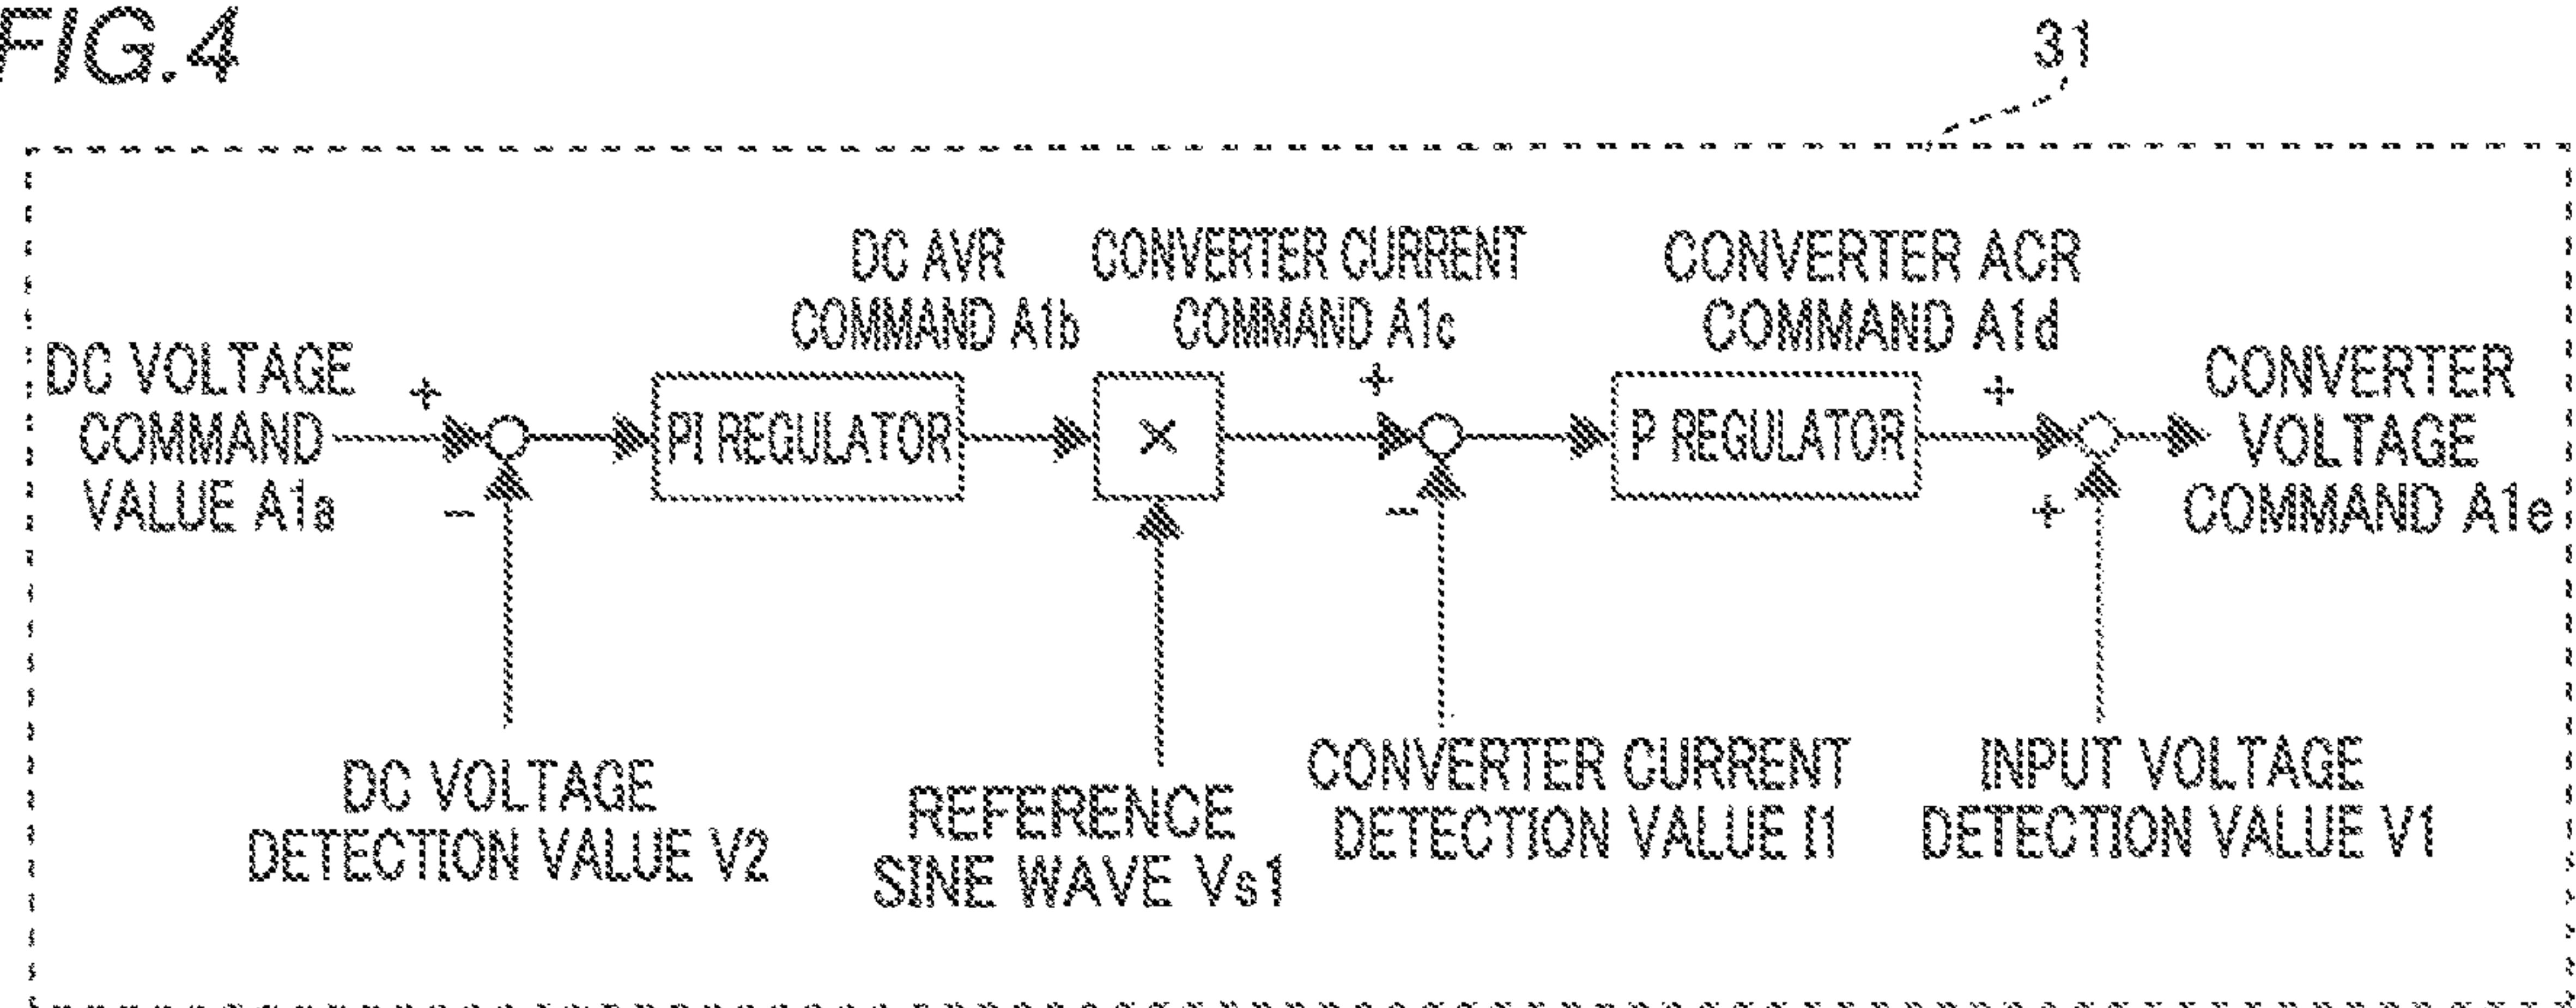 FIG.4
31
DC AVR
COMMAND A1b
CONVERTER CURRENT
COMMAND A1c
CONVERTER ACR
COMMAND A1d
DC VOLTAGE
COMMAND
VALUE A1a
+
−
PI REGULATOR
×
+
−
P REGULATOR
+
+
CONVERTER
VOLTAGE
COMMAND A1e
DC VOLTAGE
DETECTION VALUE V2
REFERENCE
SINE WAVE Vs1
CONVERTER CURRENT
DETECTION VALUE I1
INPUT VOLTAGE
DETECTION VALUE V1